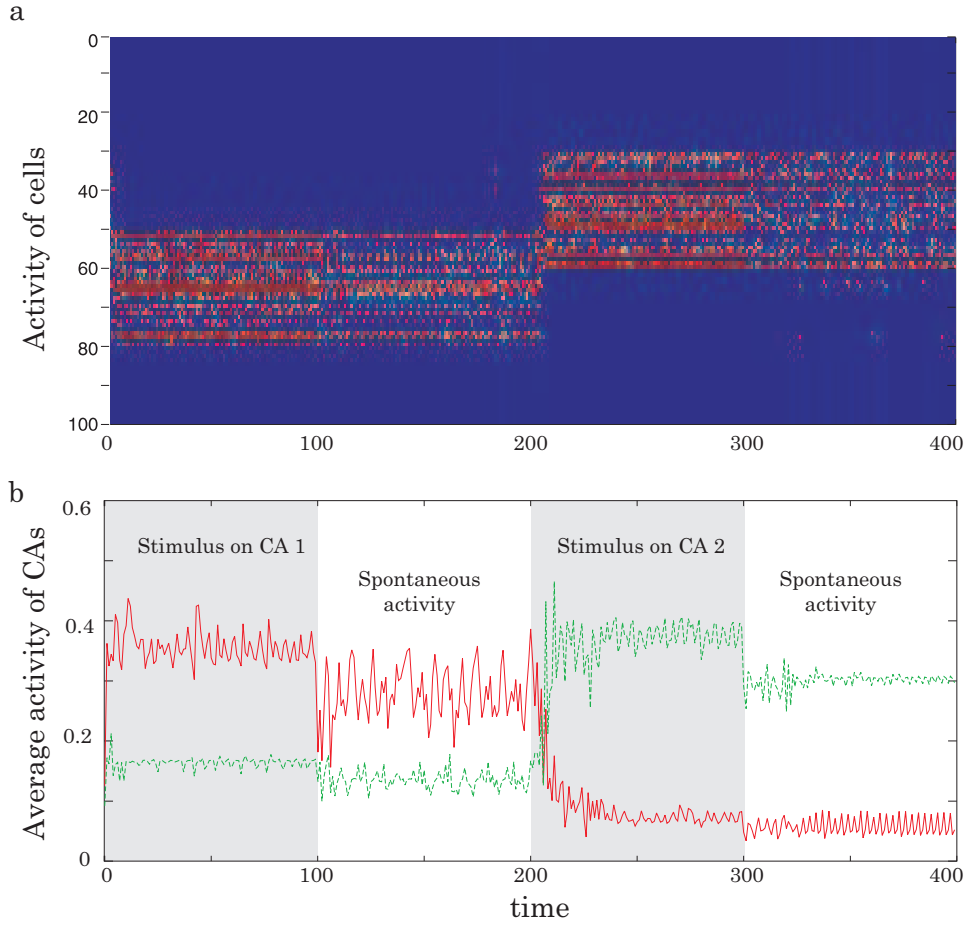 a
Activity of cells
0
20
40
60
80
100
0 100 200 300 400
b
Average activity of CAs
0.6
0.4
0.2
0
Stimulus on CA 1
Spontaneous
activity
Stimulus on CA 2
Spontaneous
activity
0 100 200 300 400
time